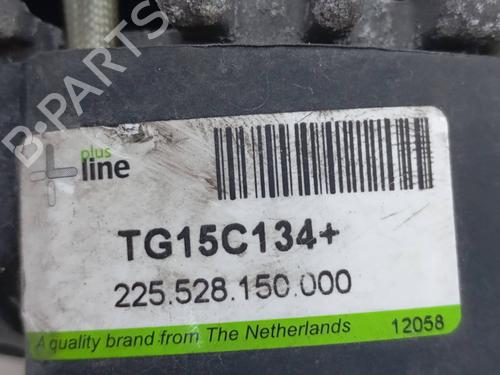 plus
line
TG15C134+
225.528.150.000
A quality brand from The Netherlands 12058
B-PARTS